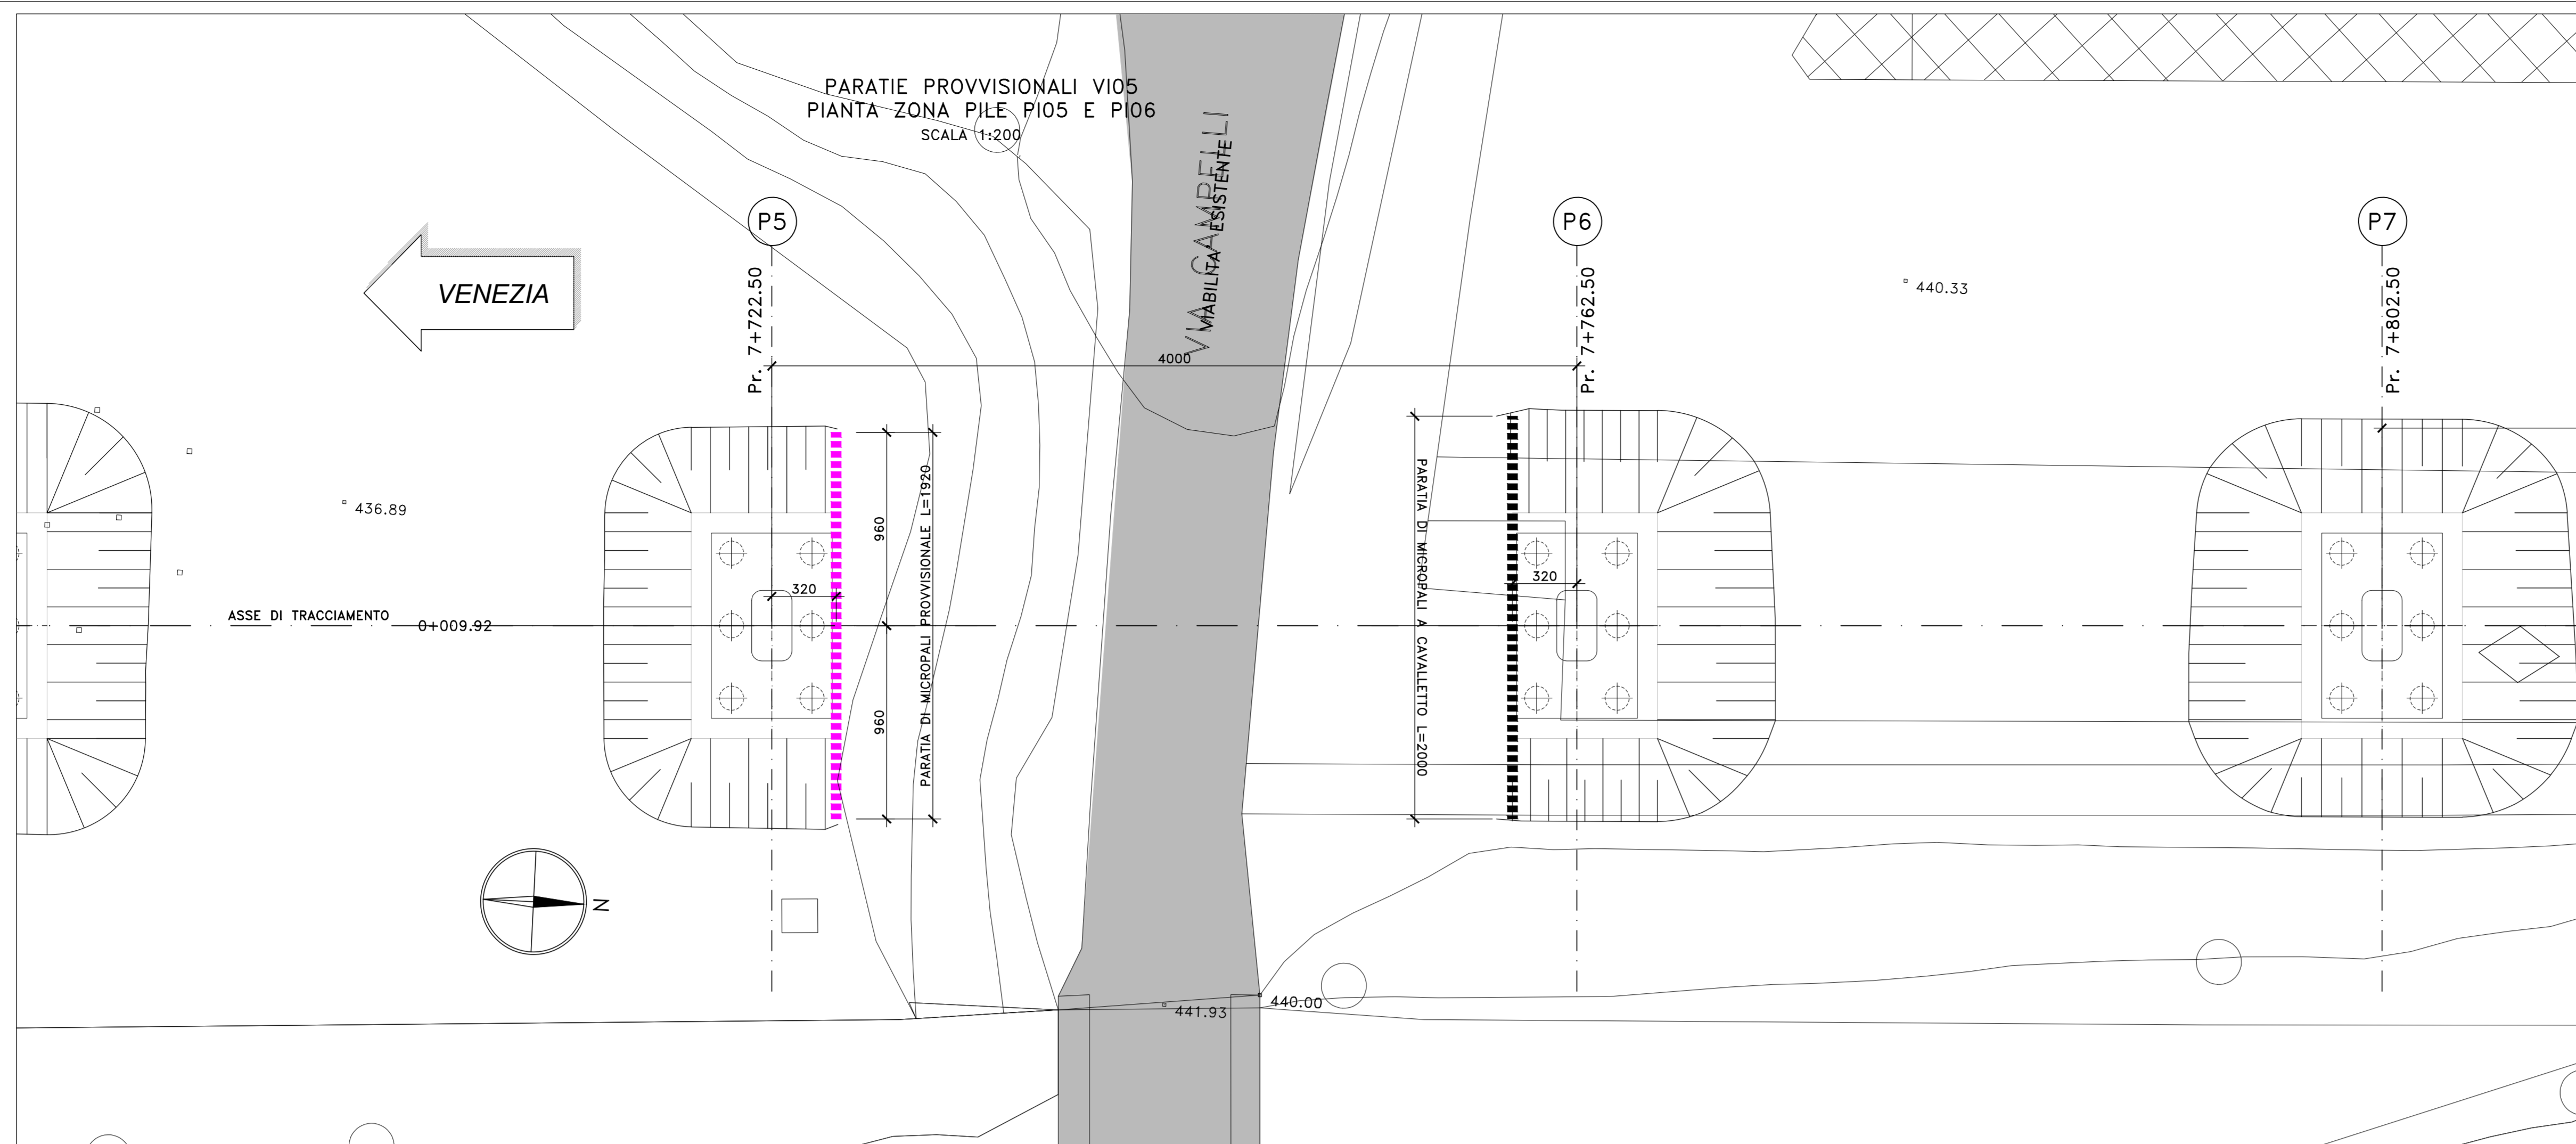 PARATIE PROVVISIONALI VI05
PIANTA ZONA PILE PI05 E PI06
SCALA 1:200
VIA CAMPELLI
VIABILITA' ESISTENTE
P5
P6
P7
Pr. 7+722.50
Pr. 7+762.50
Pr. 7+802.50
VENEZIA
440.33
4000
436.89
960
960
PARATIA DI MICROPALI PROVVISIONALE L=1920
PARATIA DI MICROPALI A CAVALLETTO L=2000
320
320
ASSE DI TRACCIAMENTO
0+009.92
N
441.93
440.00